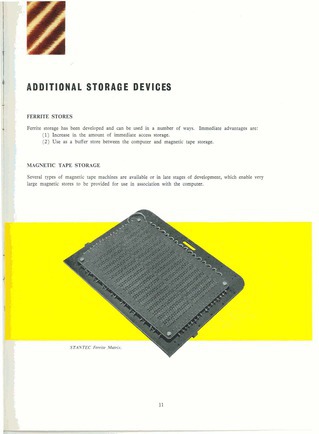 ADDITIONAL STORAGE DEVICES
FERRITE STORES
Ferrite storage has been developed and can be used in a number of ways. Immediate advantages are:
(1) Increase in the amount of immediate access storage.
(2) Use as a buffer store between the computer and magnetic tape storage.
MAGNETIC TAPE STORAGE
Several types of magnetic tape machines are available or in late stages of development, which enable very
large magnetic stores to be provided for use in association with the computer.
STANTEC Ferrite Matrix.
11